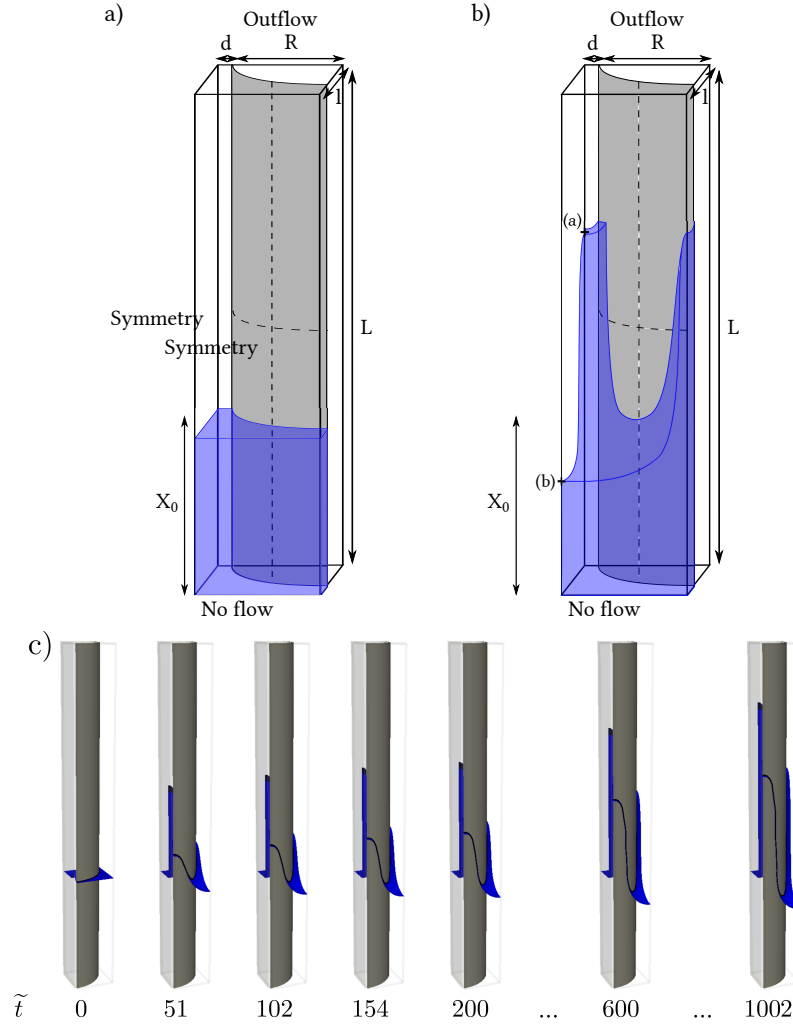 a)
Outflow
d R
l
L
Symmetry
Symmetry
X₀
No flow
b)
Outflow
d R
l
(a)
L
(b)
X₀
No flow
c)
t̃ 0 51 102 154 200 ... 600 ... 1002